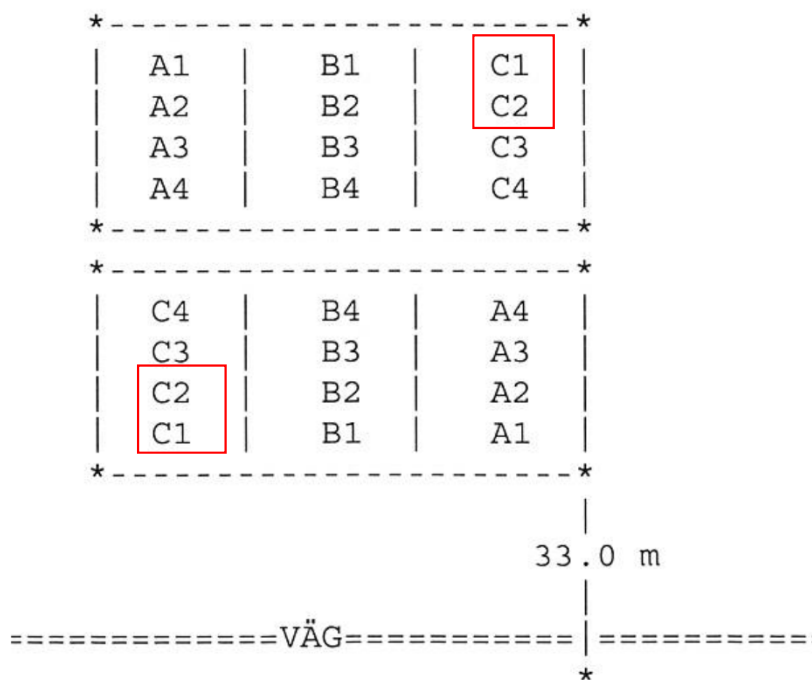 *-----------------------*
| A1 | B1 | C1 |
| A2 | B2 | C2 |
| A3 | B3 | C3 |
| A4 | B4 | C4 |
*-----------------------*
*-----------------------*
| C4 | B4 | A4 |
| C3 | B3 | A3 |
| C2 | B2 | A2 |
| C1 | B1 | A1 |
*-----------------------*
|
33.0 m
|
=============VÄG===========|===========
*